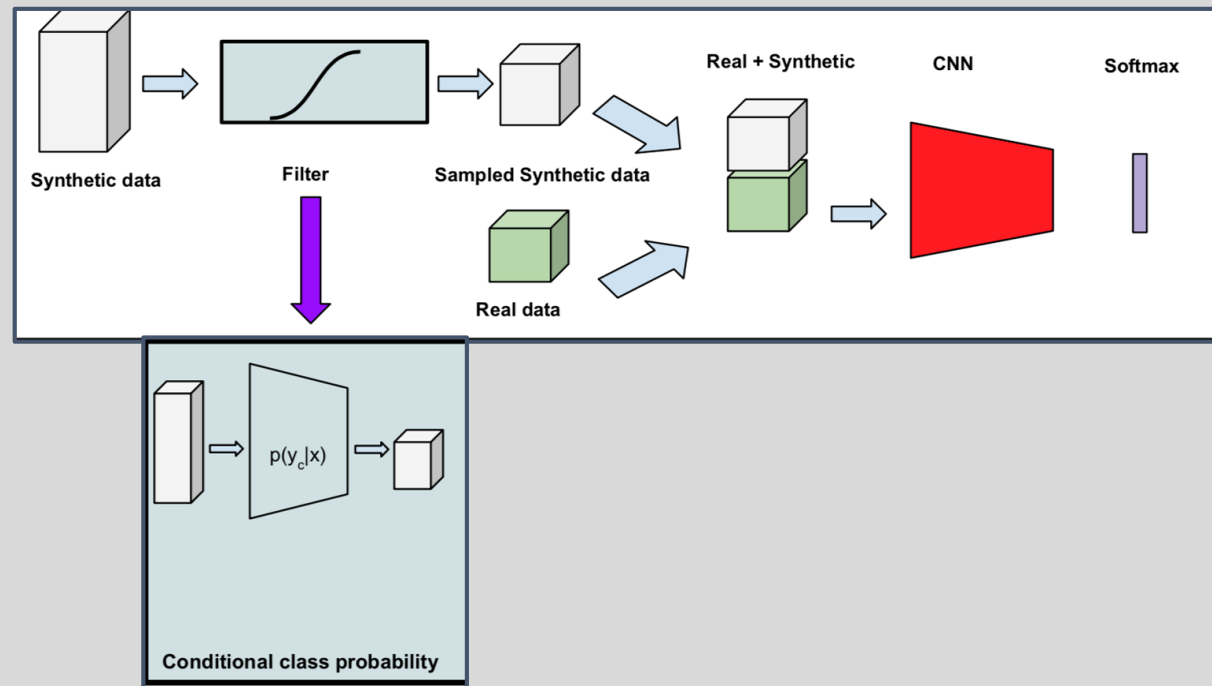 Real + Synthetic
CNN
Softmax
Synthetic data
Filter
Sampled Synthetic data
Real data
p(y_c|x)
Conditional class probability